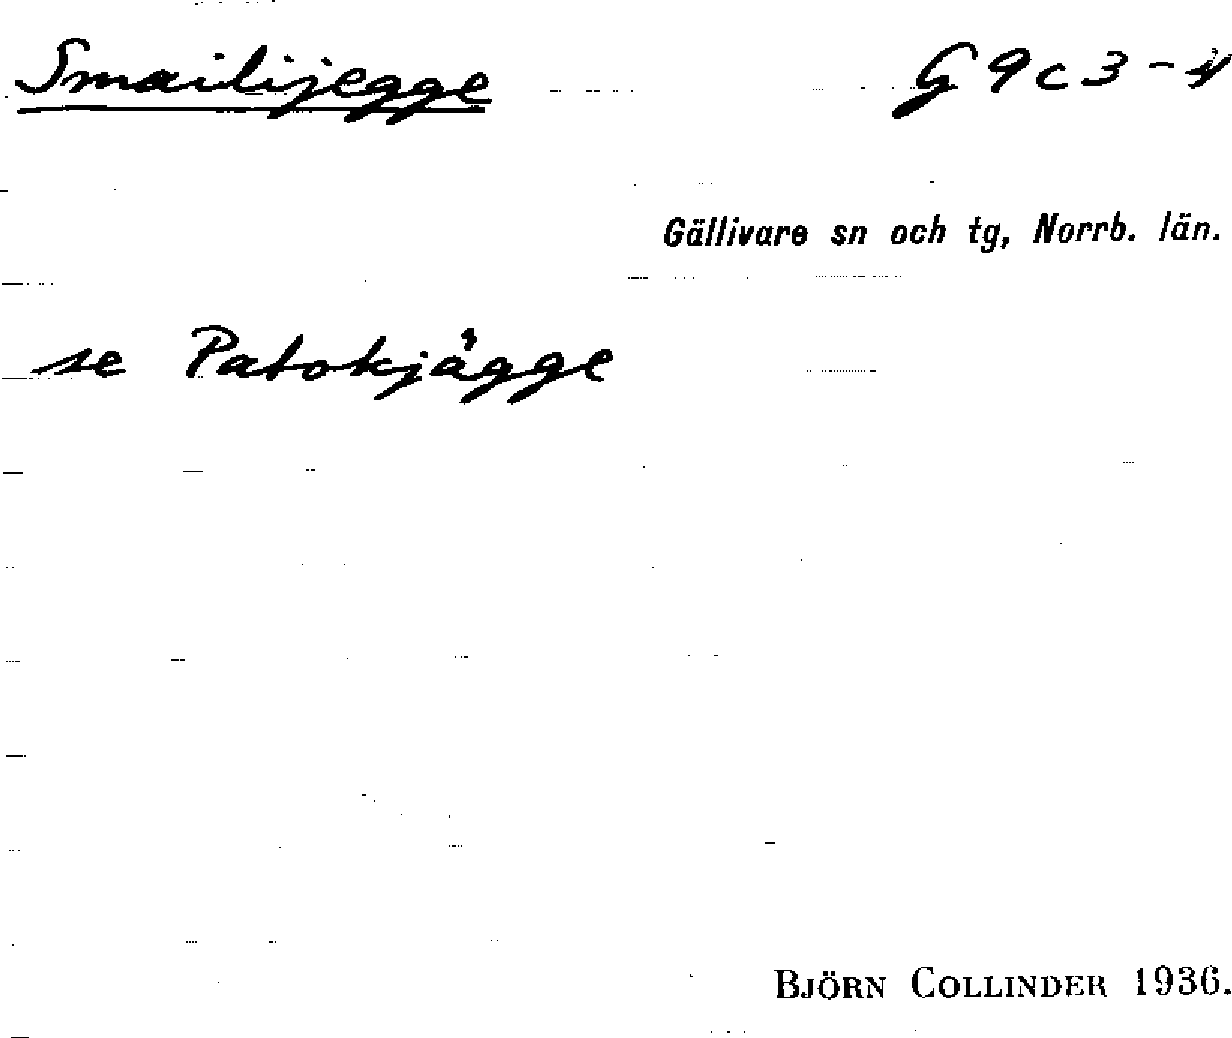 Smailijegge G9c3-4
Gällivare sn och tg, Norrb. län.
se Patokjägge
BJÖRN COLLINDER 1936.